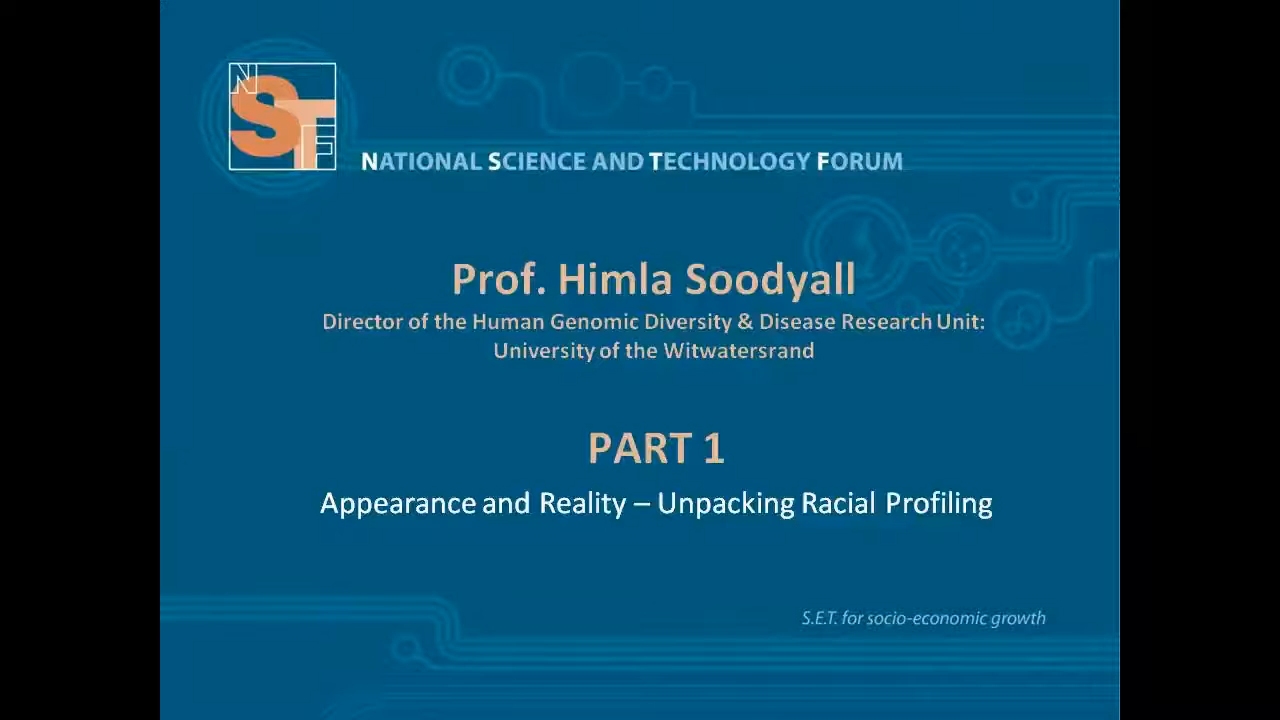 NSTF
NATIONAL SCIENCE AND TECHNOLOGY FORUM
Prof. Himla Soodyall
Director of the Human Genomic Diversity & Disease Research Unit:
University of the Witwatersrand
PART 1
Appearance and Reality – Unpacking Racial Profiling
S.E.T. for socio-economic growth